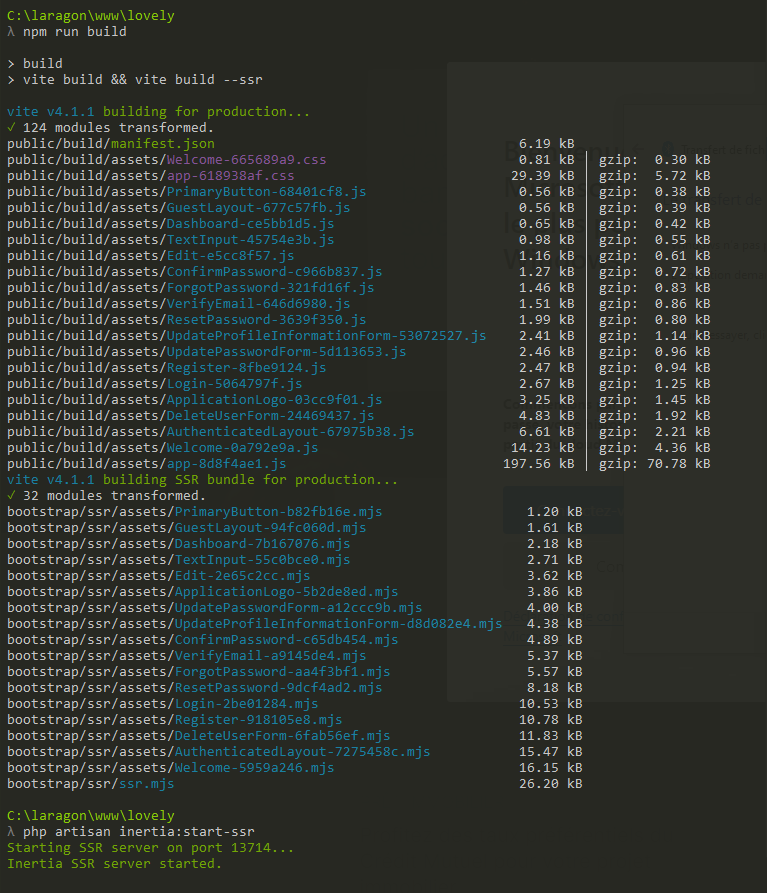 C:\laragon\www\lovely
λ npm run build
> build
> vite build && vite build --ssr
vite v4.1.1 building for production...
✓ 124 modules transformed.
public/build/manifest.json 6.19 kB
public/build/assets/Welcome-665689a9.css 0.81 kB │ gzip: 0.30 kB
public/build/assets/app-618938af.css 29.39 kB │ gzip: 5.72 kB
public/build/assets/PrimaryButton-68401cf8.js 0.56 kB │ gzip: 0.38 kB
public/build/assets/GuestLayout-677c57fb.js 0.56 kB │ gzip: 0.39 kB
public/build/assets/Dashboard-ce5bb1d5.js 0.65 kB │ gzip: 0.42 kB
public/build/assets/TextInput-45754e3b.js 0.98 kB │ gzip: 0.55 kB
public/build/assets/Edit-e5cc8f57.js 1.16 kB │ gzip: 0.61 kB
public/build/assets/ConfirmPassword-c966b837.js 1.27 kB │ gzip: 0.72 kB
public/build/assets/ForgotPassword-321fd16f.js 1.46 kB │ gzip: 0.83 kB
public/build/assets/VerifyEmail-646d6980.js 1.51 kB │ gzip: 0.86 kB
public/build/assets/ResetPassword-3639f350.js 1.99 kB │ gzip: 0.80 kB
public/build/assets/UpdateProfileInformationForm-53072527.js 2.41 kB │ gzip: 1.14 kB
public/build/assets/UpdatePasswordForm-5d113653.js 2.46 kB │ gzip: 0.96 kB
public/build/assets/Register-8fbe9124.js 2.47 kB │ gzip: 0.94 kB
public/build/assets/Login-5064797f.js 2.67 kB │ gzip: 1.25 kB
public/build/assets/ApplicationLogo-03cc9f01.js 3.25 kB │ gzip: 1.45 kB
public/build/assets/DeleteUserForm-24469437.js 4.83 kB │ gzip: 1.92 kB
public/build/assets/AuthenticatedLayout-67975b38.js 6.61 kB │ gzip: 2.21 kB
public/build/assets/Welcome-0a792e9a.js 14.23 kB │ gzip: 4.36 kB
public/build/assets/app-8d8f4ae1.js 197.56 kB │ gzip: 70.78 kB
vite v4.1.1 building SSR bundle for production...
✓ 32 modules transformed.
bootstrap/ssr/assets/PrimaryButton-b82fb16e.mjs 1.20 kB
bootstrap/ssr/assets/GuestLayout-94fc060d.mjs 1.61 kB
bootstrap/ssr/assets/Dashboard-7b167076.mjs 2.18 kB
bootstrap/ssr/assets/TextInput-55c0bce0.mjs 2.71 kB
bootstrap/ssr/assets/Edit-2e65c2cc.mjs 3.62 kB
bootstrap/ssr/assets/ApplicationLogo-5b2de8ed.mjs 3.86 kB
bootstrap/ssr/assets/UpdatePasswordForm-a12ccc9b.mjs 4.00 kB
bootstrap/ssr/assets/UpdateProfileInformationForm-d8d082e4.mjs 4.38 kB
bootstrap/ssr/assets/ConfirmPassword-c65db454.mjs 4.89 kB
bootstrap/ssr/assets/VerifyEmail-a9145de4.mjs 5.37 kB
bootstrap/ssr/assets/ForgotPassword-aa4f3bf1.mjs 5.57 kB
bootstrap/ssr/assets/ResetPassword-9dcf4ad2.mjs 8.18 kB
bootstrap/ssr/assets/Login-2be01284.mjs 10.53 kB
bootstrap/ssr/assets/Register-918105e8.mjs 10.78 kB
bootstrap/ssr/assets/DeleteUserForm-6fab56ef.mjs 11.83 kB
bootstrap/ssr/assets/AuthenticatedLayout-7275458c.mjs 15.47 kB
bootstrap/ssr/assets/Welcome-5959a246.mjs 16.15 kB
bootstrap/ssr/ssr.mjs 26.20 kB
C:\laragon\www\lovely
λ php artisan inertia:start-ssr
Starting SSR server on port 13714...
Inertia SSR server started.